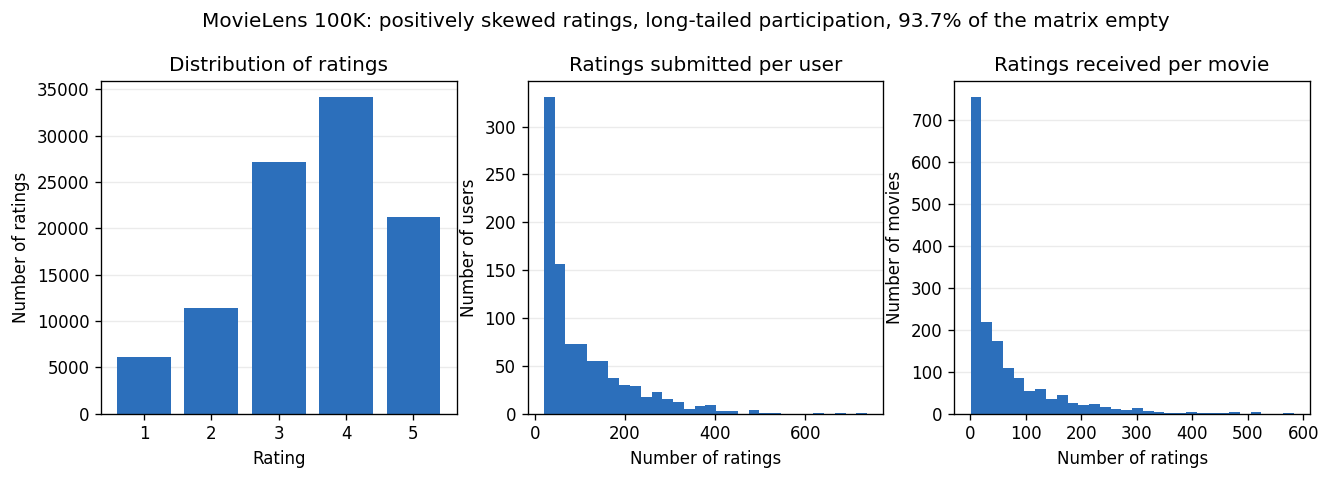 MovieLens 100K: positively skewed ratings, long-tailed participation, 93.7% of the matrix empty
Distribution of ratings
Number of ratings
35000
30000
25000
20000
15000
10000
5000
0
1 2 3 4 5
Rating
Ratings submitted per user
Number of users
300
250
200
150
100
50
0
0 200 400 600
Number of ratings
Ratings received per movie
Number of movies
700
600
500
400
300
200
100
0
0 100 200 300 400 500 600
Number of ratings